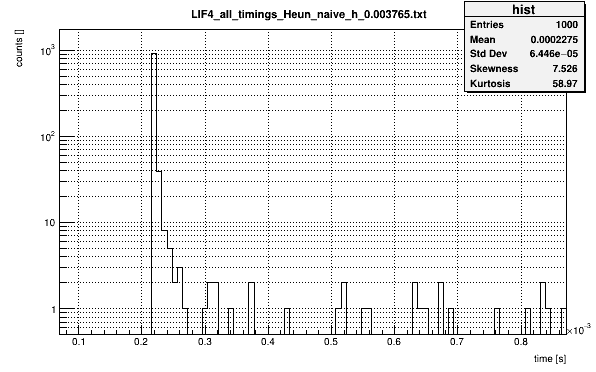 LIF4_all_timings_Heun_naive_h_0.003765.txt
hist
Entries 1000
Mean 0.0002275
Std Dev 6.446e−05
Skewness 7.526
Kurtosis 58.97
counts []
10³
10²
10
1
0.1 0.2 0.3 0.4 0.5 0.6 0.7 0.8
×10⁻³
time [s]